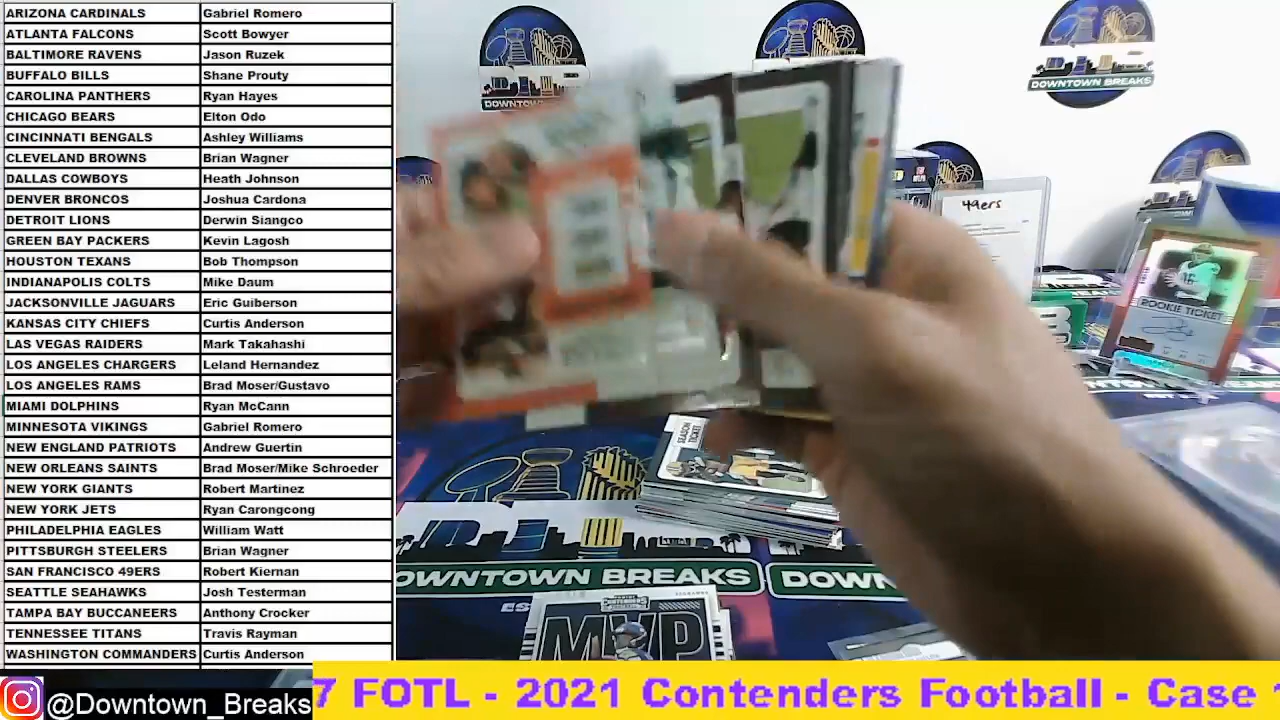 ARIZONA CARDINALS Gabriel Romero
ATLANTA FALCONS Scott Bowyer
BALTIMORE RAVENS Jason Ruzek
BUFFALO BILLS Shane Prouty
CAROLINA PANTHERS Ryan Hayes
CHICAGO BEARS Elton Odo
CINCINNATI BENGALS Ashley Williams
CLEVELAND BROWNS Brian Wagner
DALLAS COWBOYS Heath Johnson
DENVER BRONCOS Joshua Cardona
DETROIT LIONS Derwin Siangco
GREEN BAY PACKERS Kevin Lagosh
HOUSTON TEXANS Bob Thompson
INDIANAPOLIS COLTS Mike Daum
JACKSONVILLE JAGUARS Eric Guiberson
KANSAS CITY CHIEFS Curtis Anderson
LAS VEGAS RAIDERS Mark Takahashi
LOS ANGELES CHARGERS Leland Hernandez
LOS ANGELES RAMS Brad Moser/Gustavo
MIAMI DOLPHINS Ryan McCann
MINNESOTA VIKINGS Gabriel Romero
NEW ENGLAND PATRIOTS Andrew Guertin
NEW ORLEANS SAINTS Brad Moser/Mike Schroeder
NEW YORK GIANTS Robert Martinez
NEW YORK JETS Ryan Carongcong
PHILADELPHIA EAGLES William Watt
PITTSBURGH STEELERS Brian Wagner
SAN FRANCISCO 49ERS Robert Kiernan
SEATTLE SEAHAWKS Josh Testerman
TAMPA BAY BUCCANEERS Anthony Crocker
TENNESSEE TITANS Travis Rayman
WASHINGTON COMMANDERS Curtis Anderson
@Downtown_Breaks
7 FOTL - 2021 Contenders Football - Case
DOWNTOWN
DOWNTOWN BREAKS
49ers
ROOKIE TICKET
SEASON TICKET
OWNTOWN BREAKS
DOWN
MVP